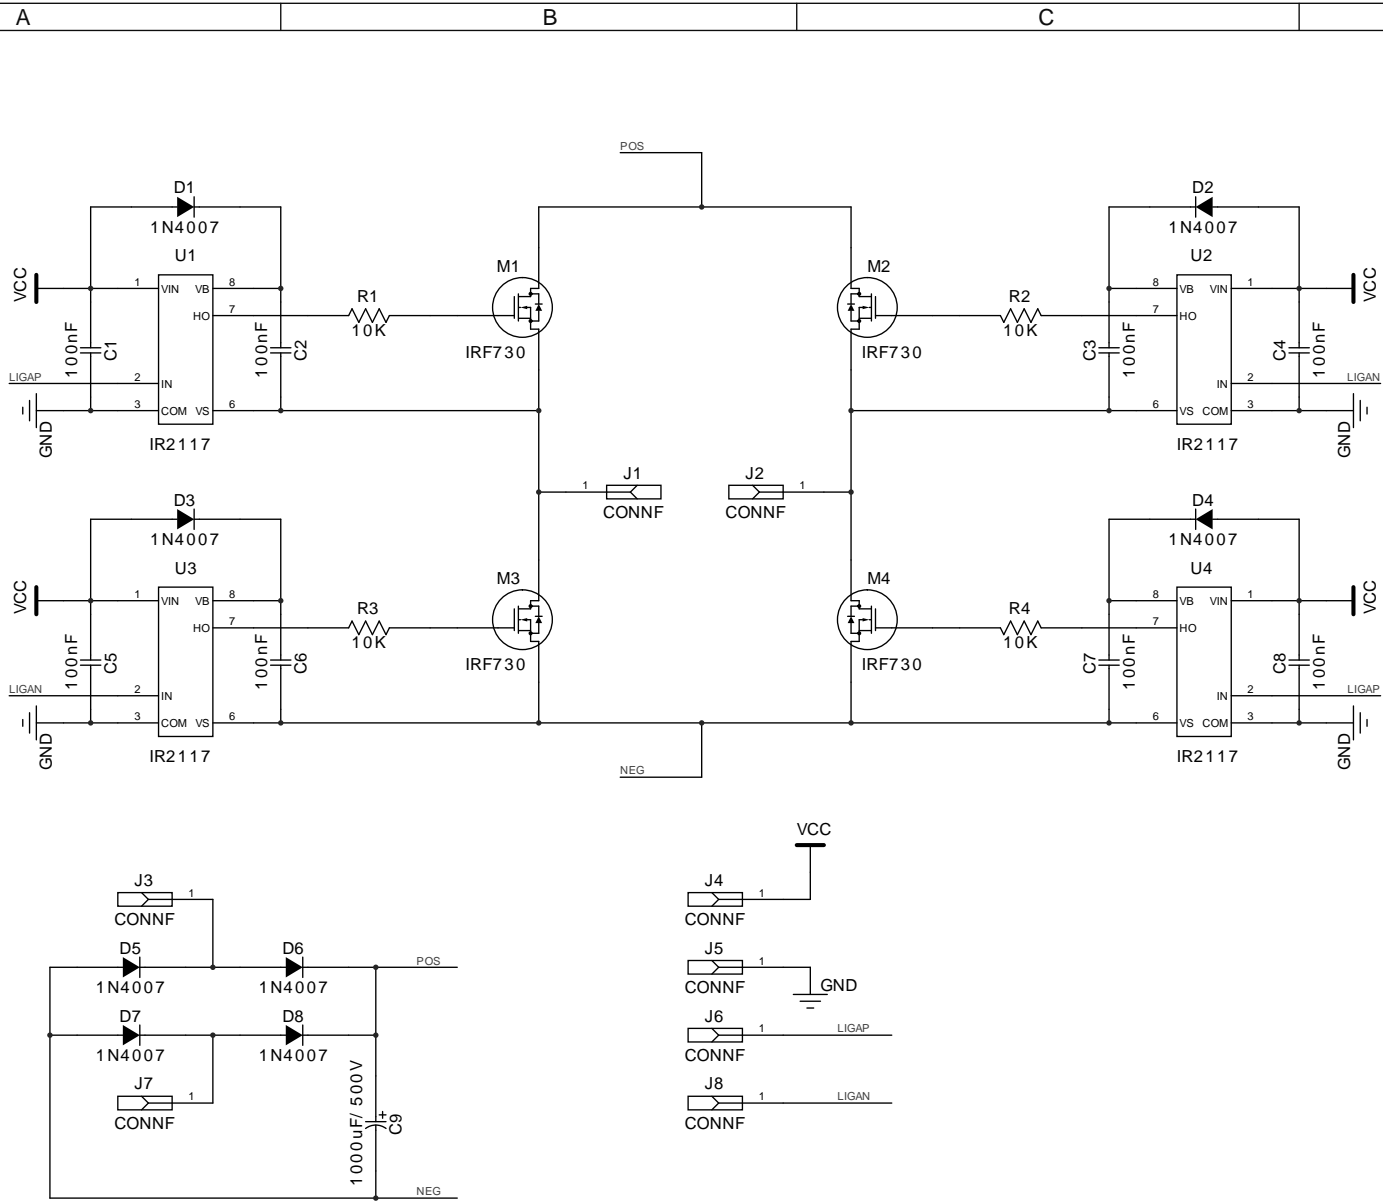 A B C
POS
D1
1N4007
U1
D2
1N4007
U2
VCC
1 VIN VB 8
HO 7
100nF C1
100nF C2
LIGAP
2 IN
3 COM VS 6
GND
IR2117
R1
10K
M1
IRF730
M2
IRF730
R2
10K
8 VB VIN 1
7 HO
C3 100nF
C4 100nF
VCC
IN 2
LIGAN
6 VS COM 3
GND
IR2117
J1
1
CONNF
J2
1
CONNF
D3
1N4007
U3
D4
1N4007
U4
VCC
1 VIN VB 8
HO 7
100nF C5
100nF C6
LIGAN
2 IN
3 COM VS 6
GND
IR2117
R3
10K
M3
IRF730
M4
IRF730
R4
10K
8 VB VIN 1
7 HO
C7 100nF
C8 100nF
VCC
IN 2
LIGAP
6 VS COM 3
GND
IR2117
NEG
J3
1
CONNF
D5
1N4007
D6
1N4007
POS
D7
1N4007
D8
1N4007
J7
1
CONNF
1000uF/500V
+
C9
NEG
VCC
J4
1
CONNF
J5
1
CONNF
GND
J6
1
LIGAP
CONNF
J8
1
LIGAN
CONNF